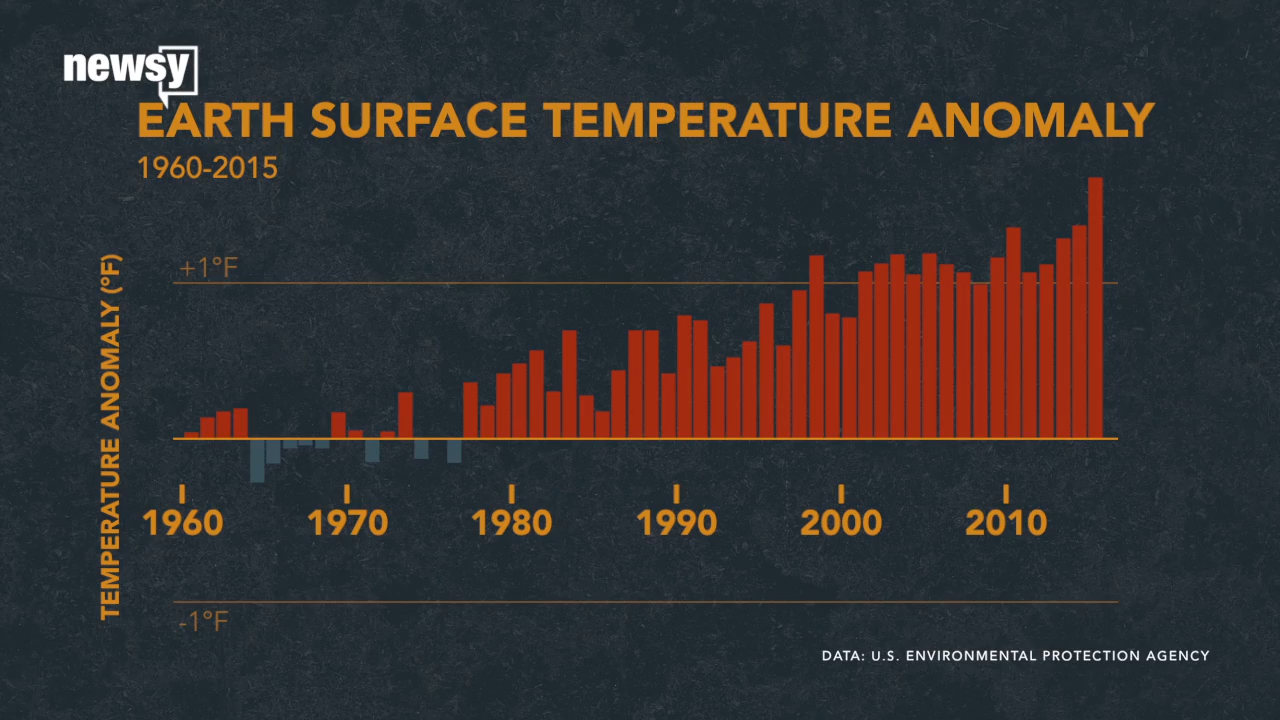 newsy
EARTH SURFACE TEMPERATURE ANOMALY
1960-2015
+1°F
TEMPERATURE ANOMALY (°F)
1960 1970 1980 1990 2000 2010
-1°F
DATA: U.S. ENVIRONMENTAL PROTECTION AGENCY